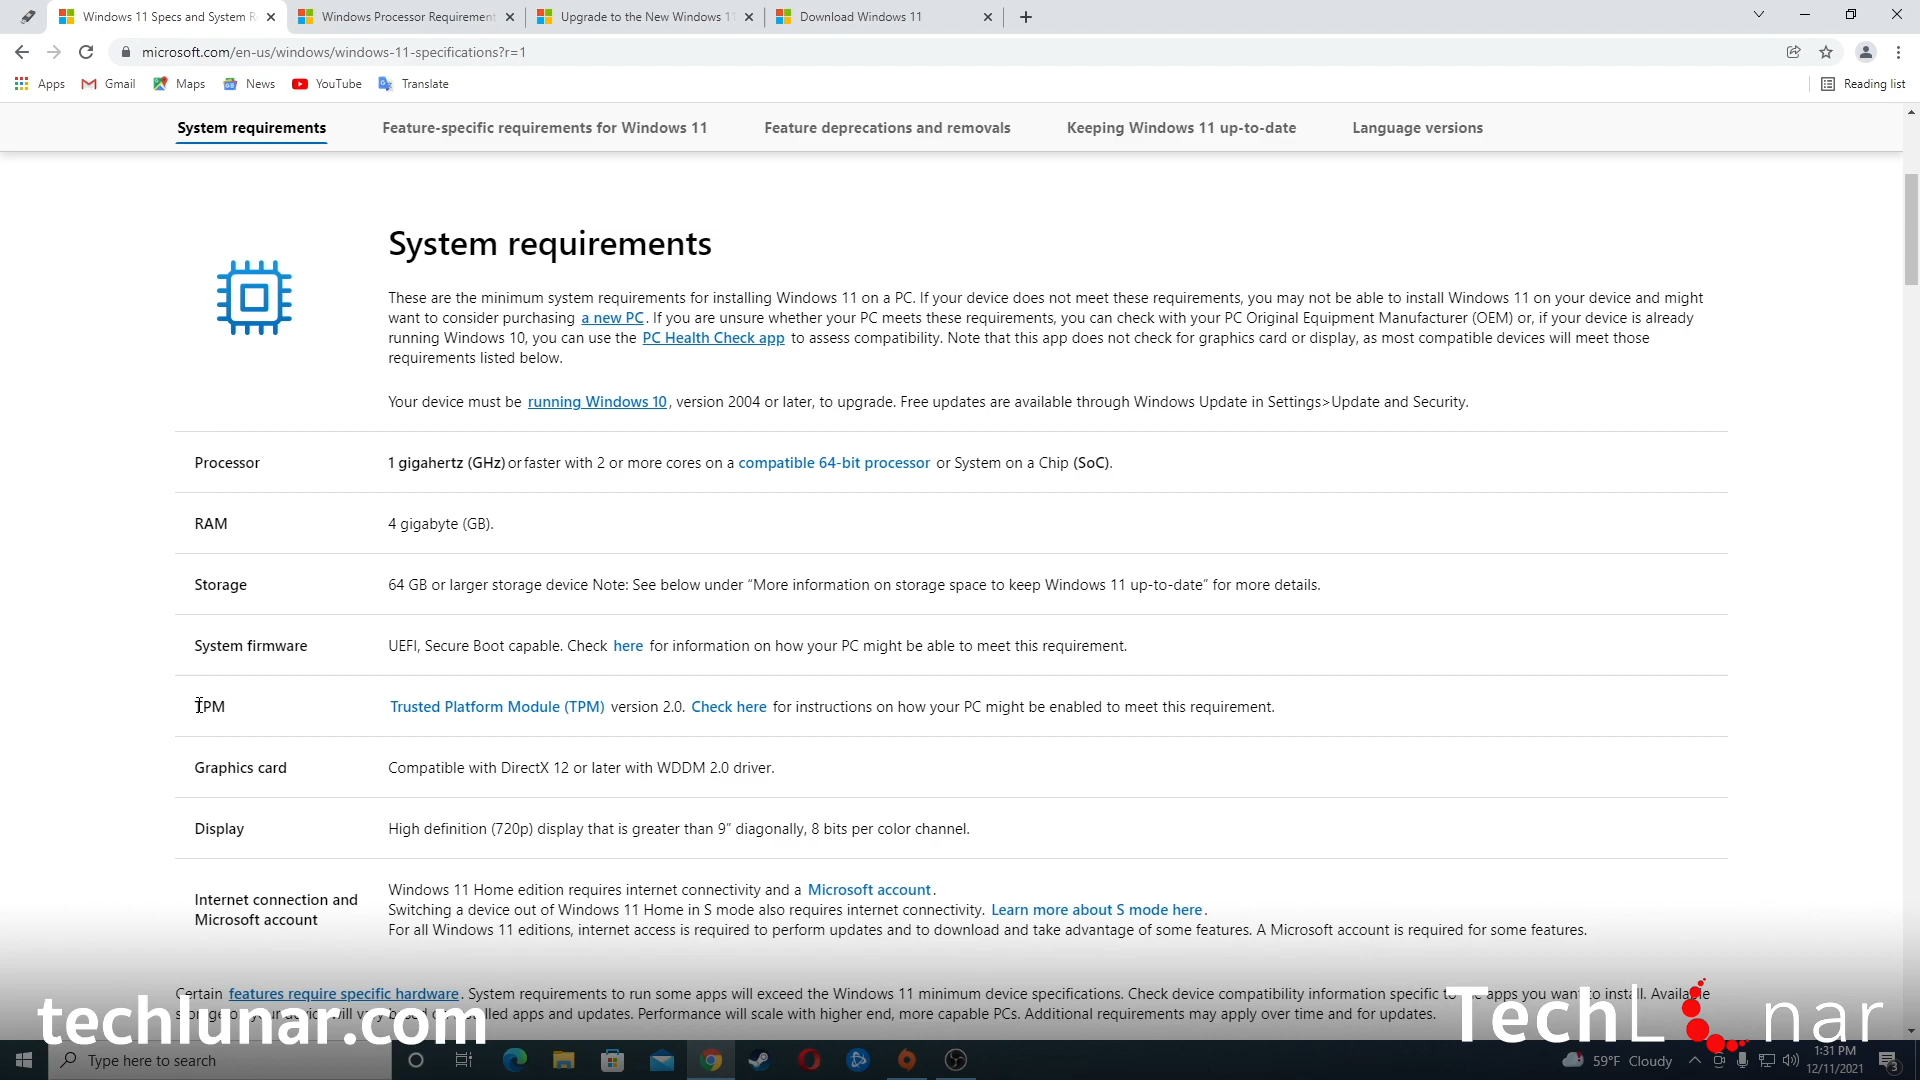 Windows 11 Specs and System R
Windows Processor Requirement
Upgrade to the New Windows 11
Download Windows 11
microsoft.com/en-us/windows/windows-11-specifications?r=1
Apps
Gmail
Maps
News
YouTube
Translate
Reading list
System requirements
Feature-specific requirements for Windows 11
Feature deprecations and removals
Keeping Windows 11 up-to-date
Language versions
System requirements
These are the minimum system requirements for installing Windows 11 on a PC. If your device does not meet these requirements, you may not be able to install Windows 11 on your device and might
want to consider purchasing a new PC. If you are unsure whether your PC meets these requirements, you can check with your PC Original Equipment Manufacturer (OEM) or, if your device is already
running Windows 10, you can use the PC Health Check app to assess compatibility. Note that this app does not check for graphics card or display, as most compatible devices will meet those
requirements listed below.
Your device must be running Windows 10, version 2004 or later, to upgrade. Free updates are available through Windows Update in Settings>Update and Security.
Processor
1 gigahertz (GHz) or faster with 2 or more cores on a compatible 64-bit processor or System on a Chip (SoC).
RAM
4 gigabyte (GB).
Storage
64 GB or larger storage device Note: See below under “More information on storage space to keep Windows 11 up-to-date” for more details.
System firmware
UEFI, Secure Boot capable. Check here for information on how your PC might be able to meet this requirement.
TPM
Trusted Platform Module (TPM) version 2.0. Check here for instructions on how your PC might be enabled to meet this requirement.
Graphics card
Compatible with DirectX 12 or later with WDDM 2.0 driver.
Display
High definition (720p) display that is greater than 9” diagonally, 8 bits per color channel.
Internet connection and
Microsoft account
Windows 11 Home edition requires internet connectivity and a Microsoft account.
Switching a device out of Windows 11 Home in S mode also requires internet connectivity. Learn more about S mode here.
For all Windows 11 editions, internet access is required to perform updates and to download and take advantage of some features. A Microsoft account is required for some features.
Certain features require specific hardware. System requirements to run some apps will exceed the Windows 11 minimum device specifications. Check device compatibility information specific to apps you want to install. Available
and updates. Performance will scale with higher end, more capable PCs. Additional requirements may apply over time and for updates.
techlunar.com
TechLunar
Type here to search
59°F Cloudy
1:31 PM
12/11/2021
3